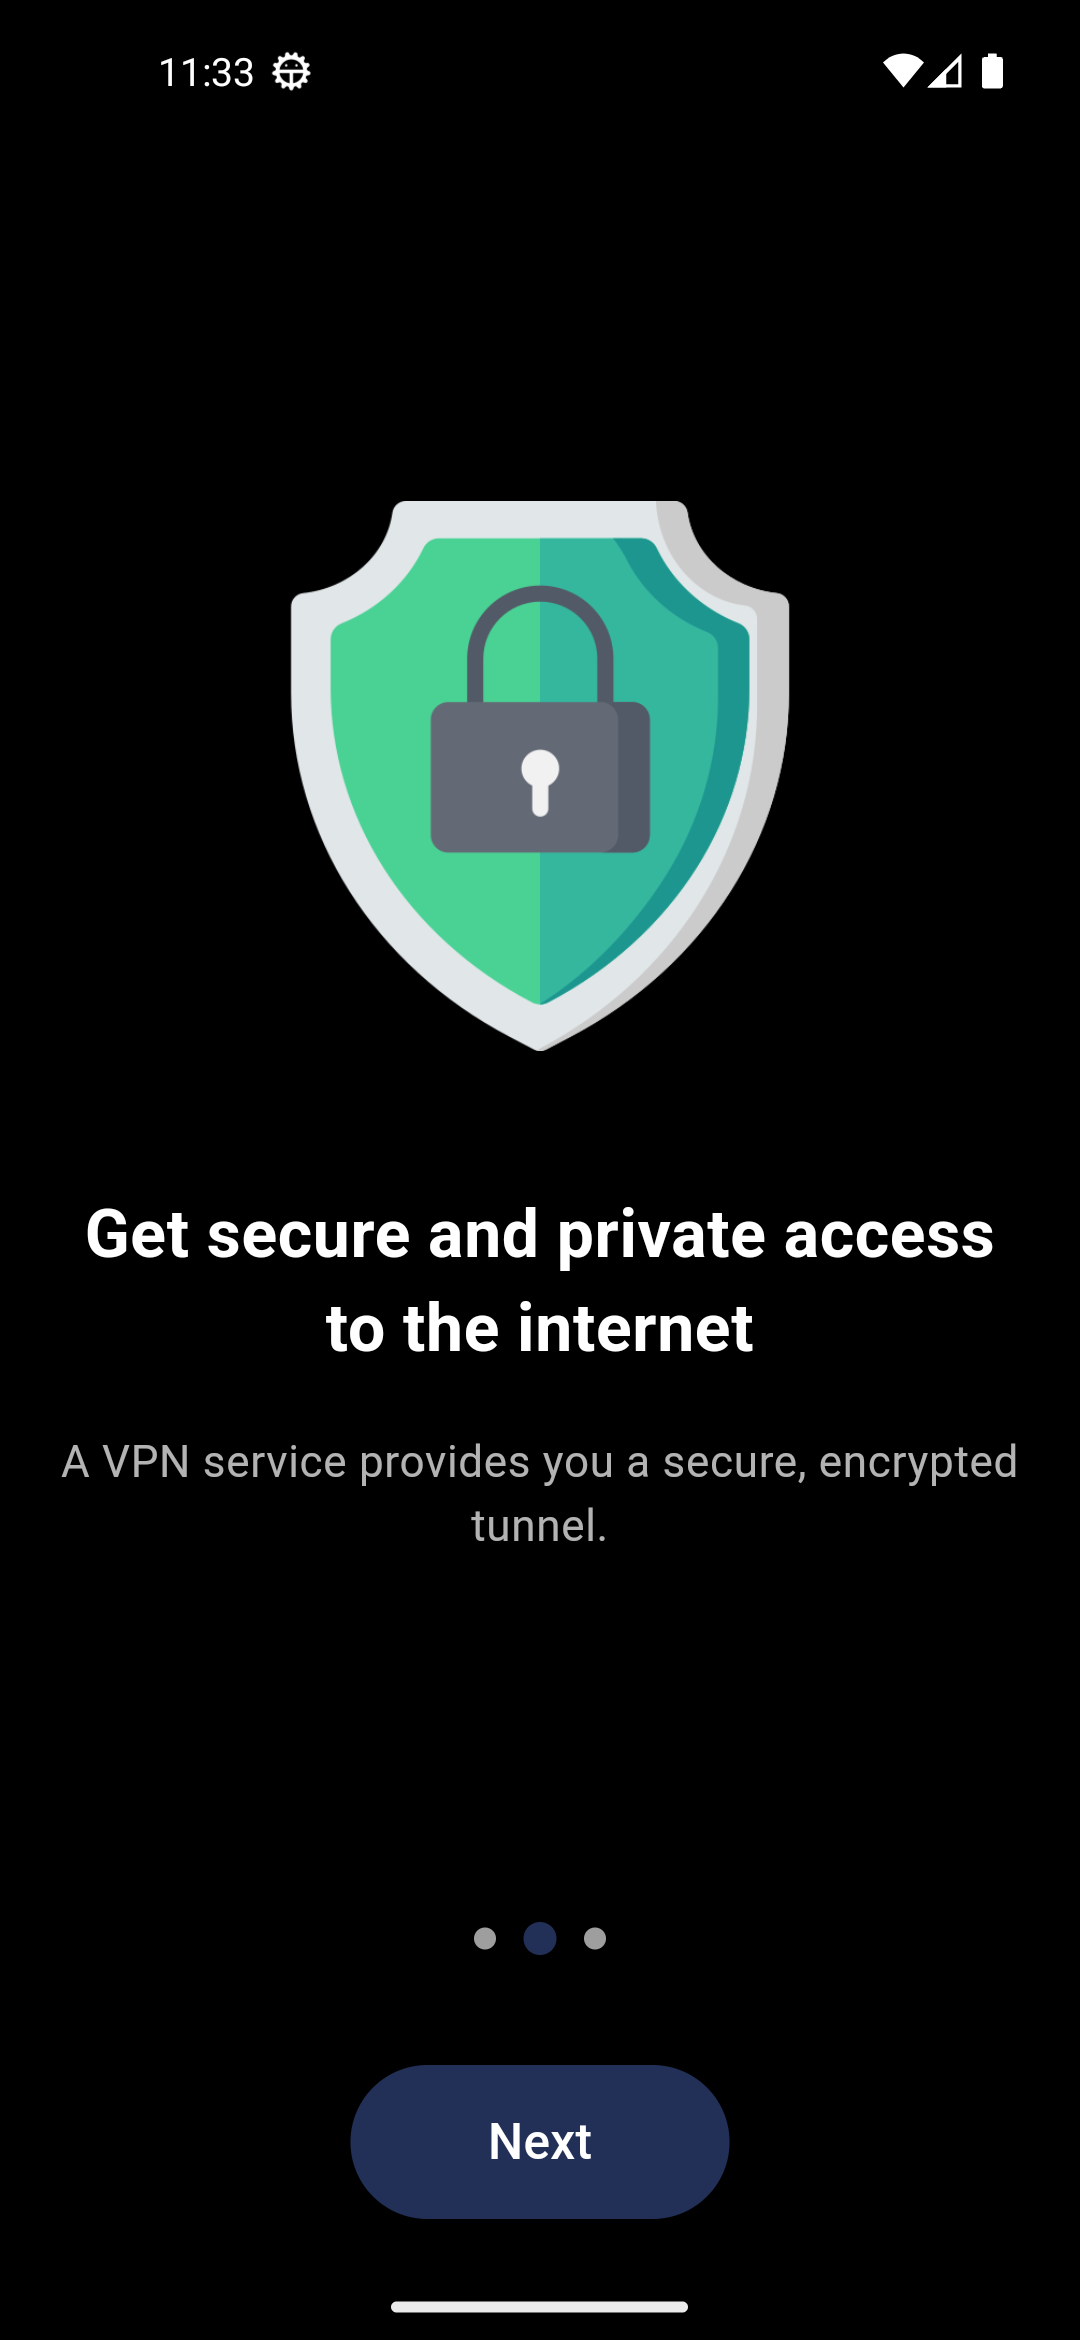 11:33
Get secure and private access
to the internet
A VPN service provides you a secure, encrypted
tunnel.
Next